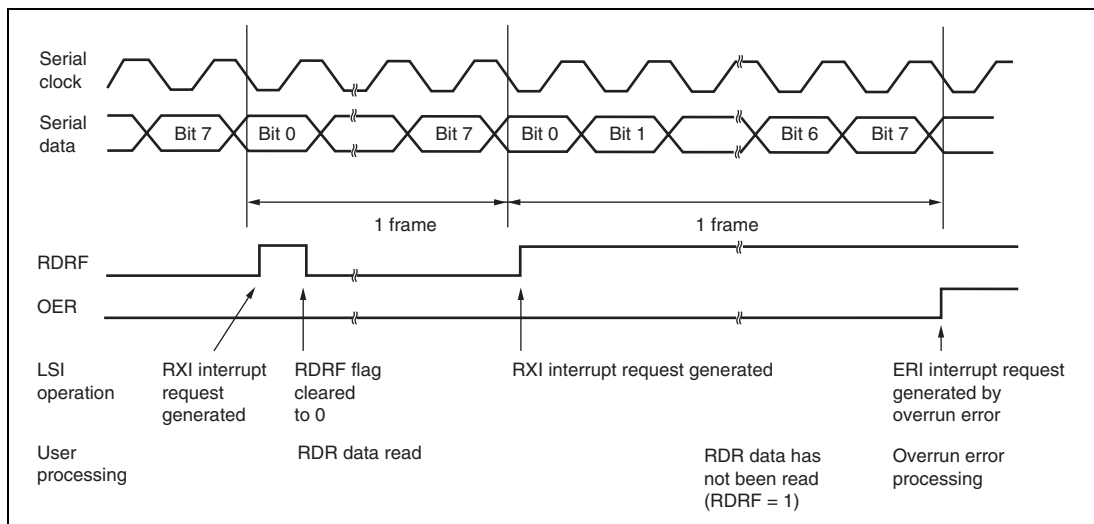 Serial
clock
Serial
data
Bit 7 Bit 0 Bit 7 Bit 0 Bit 1 Bit 6 Bit 7
1 frame 1 frame
RDRF
OER
LSI
operation
RXI interrupt
request
generated
RDRF flag
cleared
to 0
RXI interrupt request generated
ERI interrupt request
generated by
overrun error
User
processing
RDR data read
RDR data has
not been read
(RDRF = 1)
Overrun error
processing